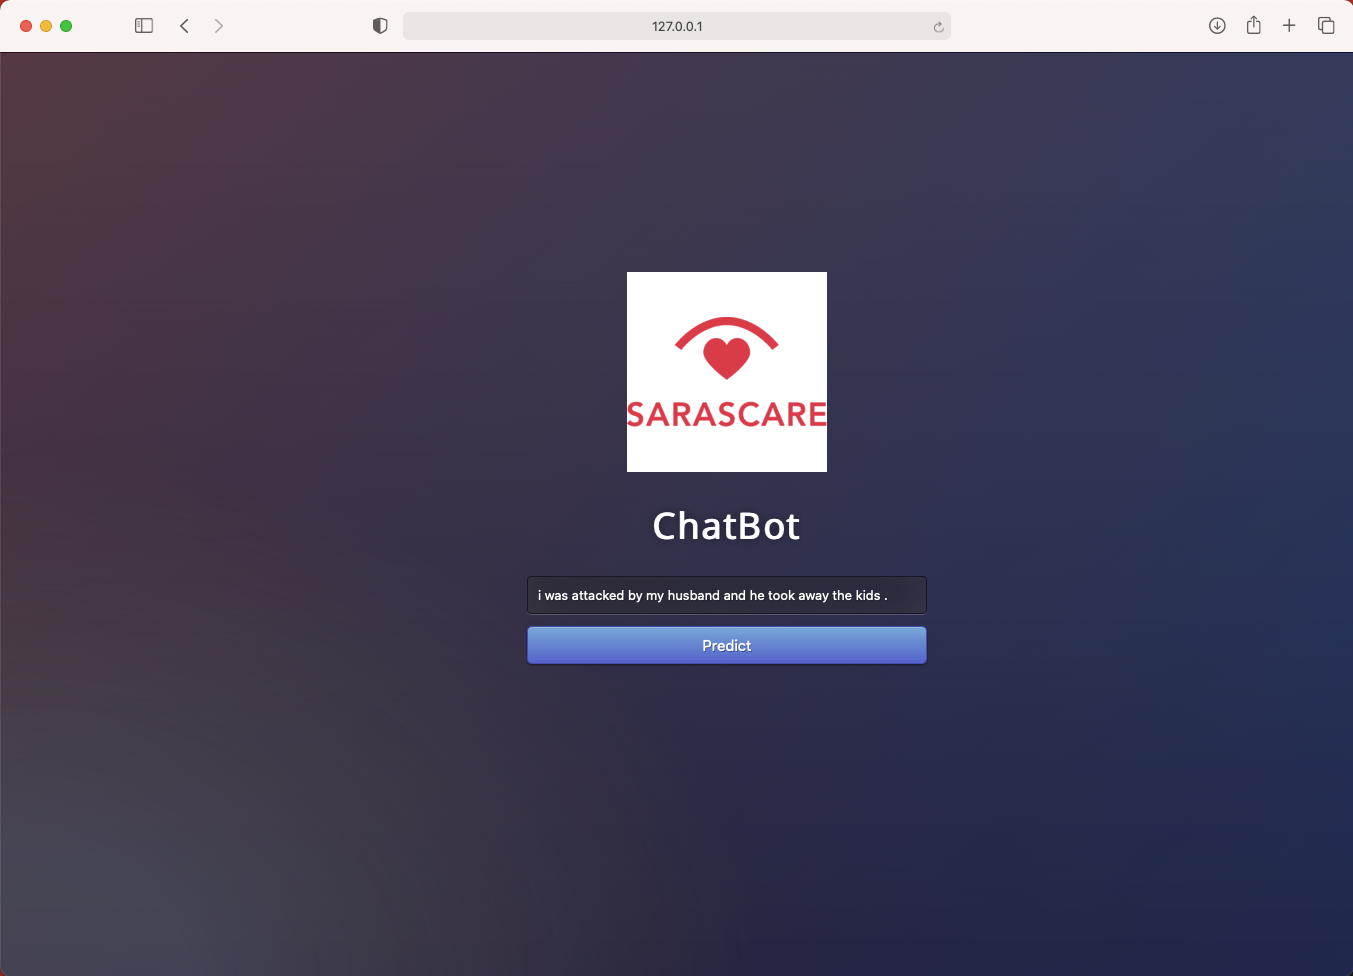 127.0.0.1
SARASCARE
ChatBot
i was attacked by my husband and he took away the kids .
Predict